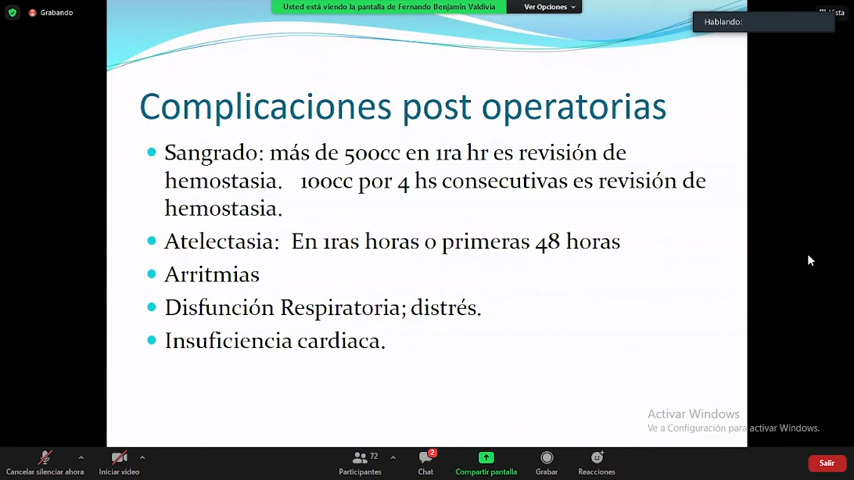 Grabando
Usted está viendo la pantalla de Fernando Benjamin Valdivia
Ver Opciones
Vista
Hablando:
Complicaciones post operatorias
Sangrado: más de 500cc en 1ra hr es revisión de
hemostasia. 100cc por 4 hs consecutivas es revisión de
hemostasia.
Atelectasia: En 1ras horas o primeras 48 horas
Arritmias
Disfunción Respiratoria; distrés.
Insuficiencia cardiaca.
Activar Windows
Ve a Configuración para activar Windows.
72
2
Cancelar silenciar ahora
Iniciar video
Participantes
Chat
Compartir pantalla
Grabar
Reacciones
Salir